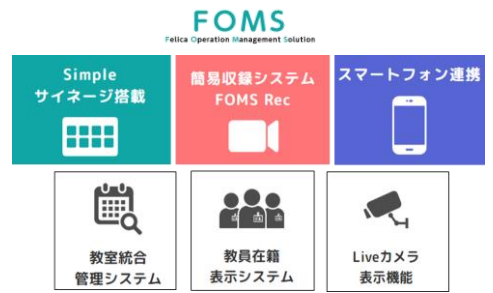 FOMS
Felica Operation Management Solution
Simple
サイネージ搭載
簡易収録システム
FOMS Rec
スマートフォン連携
教室統合
管理システム
教員在籍
表示システム
Liveカメラ
表示機能